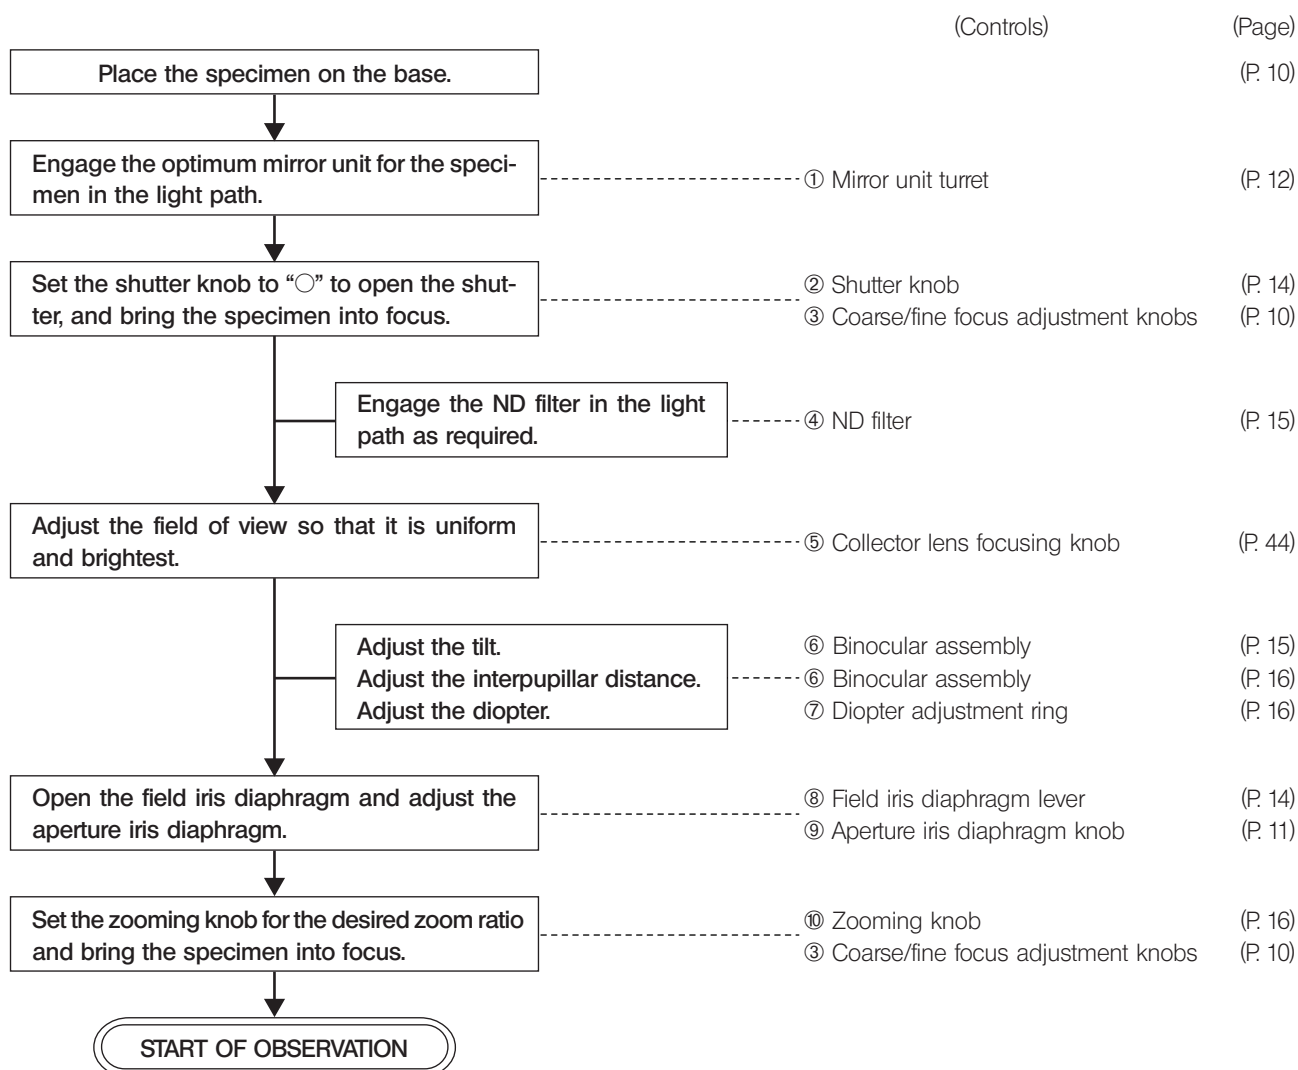 (Controls) (Page)
Place the specimen on the base. (P. 10)
Engage the optimum mirror unit for the speci-
men in the light path.
① Mirror unit turret (P. 12)
Set the shutter knob to “○” to open the shut-
ter, and bring the specimen into focus.
② Shutter knob (P. 14)
③ Coarse/fine focus adjustment knobs (P. 10)
Engage the ND filter in the light
path as required.
④ ND filter (P. 15)
Adjust the field of view so that it is uniform
and brightest.
⑤ Collector lens focusing knob (P. 44)
Adjust the tilt.
Adjust the interpupillar distance.
Adjust the diopter.
⑥ Binocular assembly (P. 15)
⑥ Binocular assembly (P. 16)
⑦ Diopter adjustment ring (P. 16)
Open the field iris diaphragm and adjust the
aperture iris diaphragm.
⑧ Field iris diaphragm lever (P. 14)
⑨ Aperture iris diaphragm knob (P. 11)
Set the zooming knob for the desired zoom ratio
and bring the specimen into focus.
⑩ Zooming knob (P. 16)
③ Coarse/fine focus adjustment knobs (P. 10)
START OF OBSERVATION